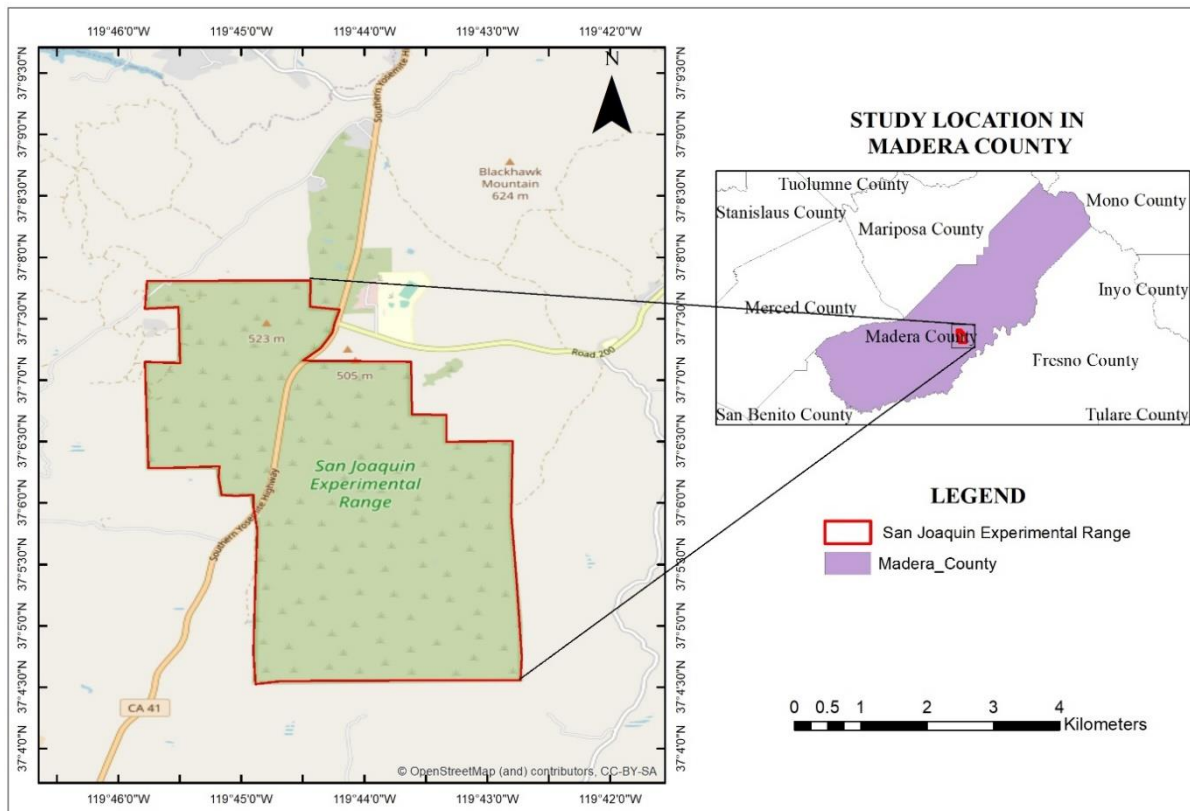 119°46'0"W 119°45'0"W 119°44'0"W 119°43'0"W 119°42'0"W
37°9'30"N
37°9'0"N
37°8'30"N
37°8'0"N
37°7'30"N
37°7'0"N
37°6'30"N
37°6'0"N
37°5'30"N
37°5'0"N
37°4'30"N
37°4'0"N
Southern Yosemite H
N
Blackhawk
Mountain
624 m
523 m
505 m
Road 200
San Joaquin
Experimental
Range
Southern Yosemite Highway
CA 41
© OpenStreetMap (and) contributors, CC-BY-SA
37°9'30"N
37°9'0"N
37°8'30"N
37°8'0"N
37°7'30"N
37°7'0"N
37°6'30"N
37°6'0"N
37°5'30"N
37°5'0"N
37°4'30"N
37°4'0"N
119°46'0"W 119°45'0"W 119°44'0"W 119°43'0"W 119°42'0"W
STUDY LOCATION IN
MADERA COUNTY
Tuolumne County
Stanislaus County
Mariposa County
Mono County
Merced County
Inyo County
Madera County
Fresno County
San Benito County
Tulare County
LEGEND
San Joaquin Experimental Range
Madera_County
0 0.5 1 2 3 4
Kilometers